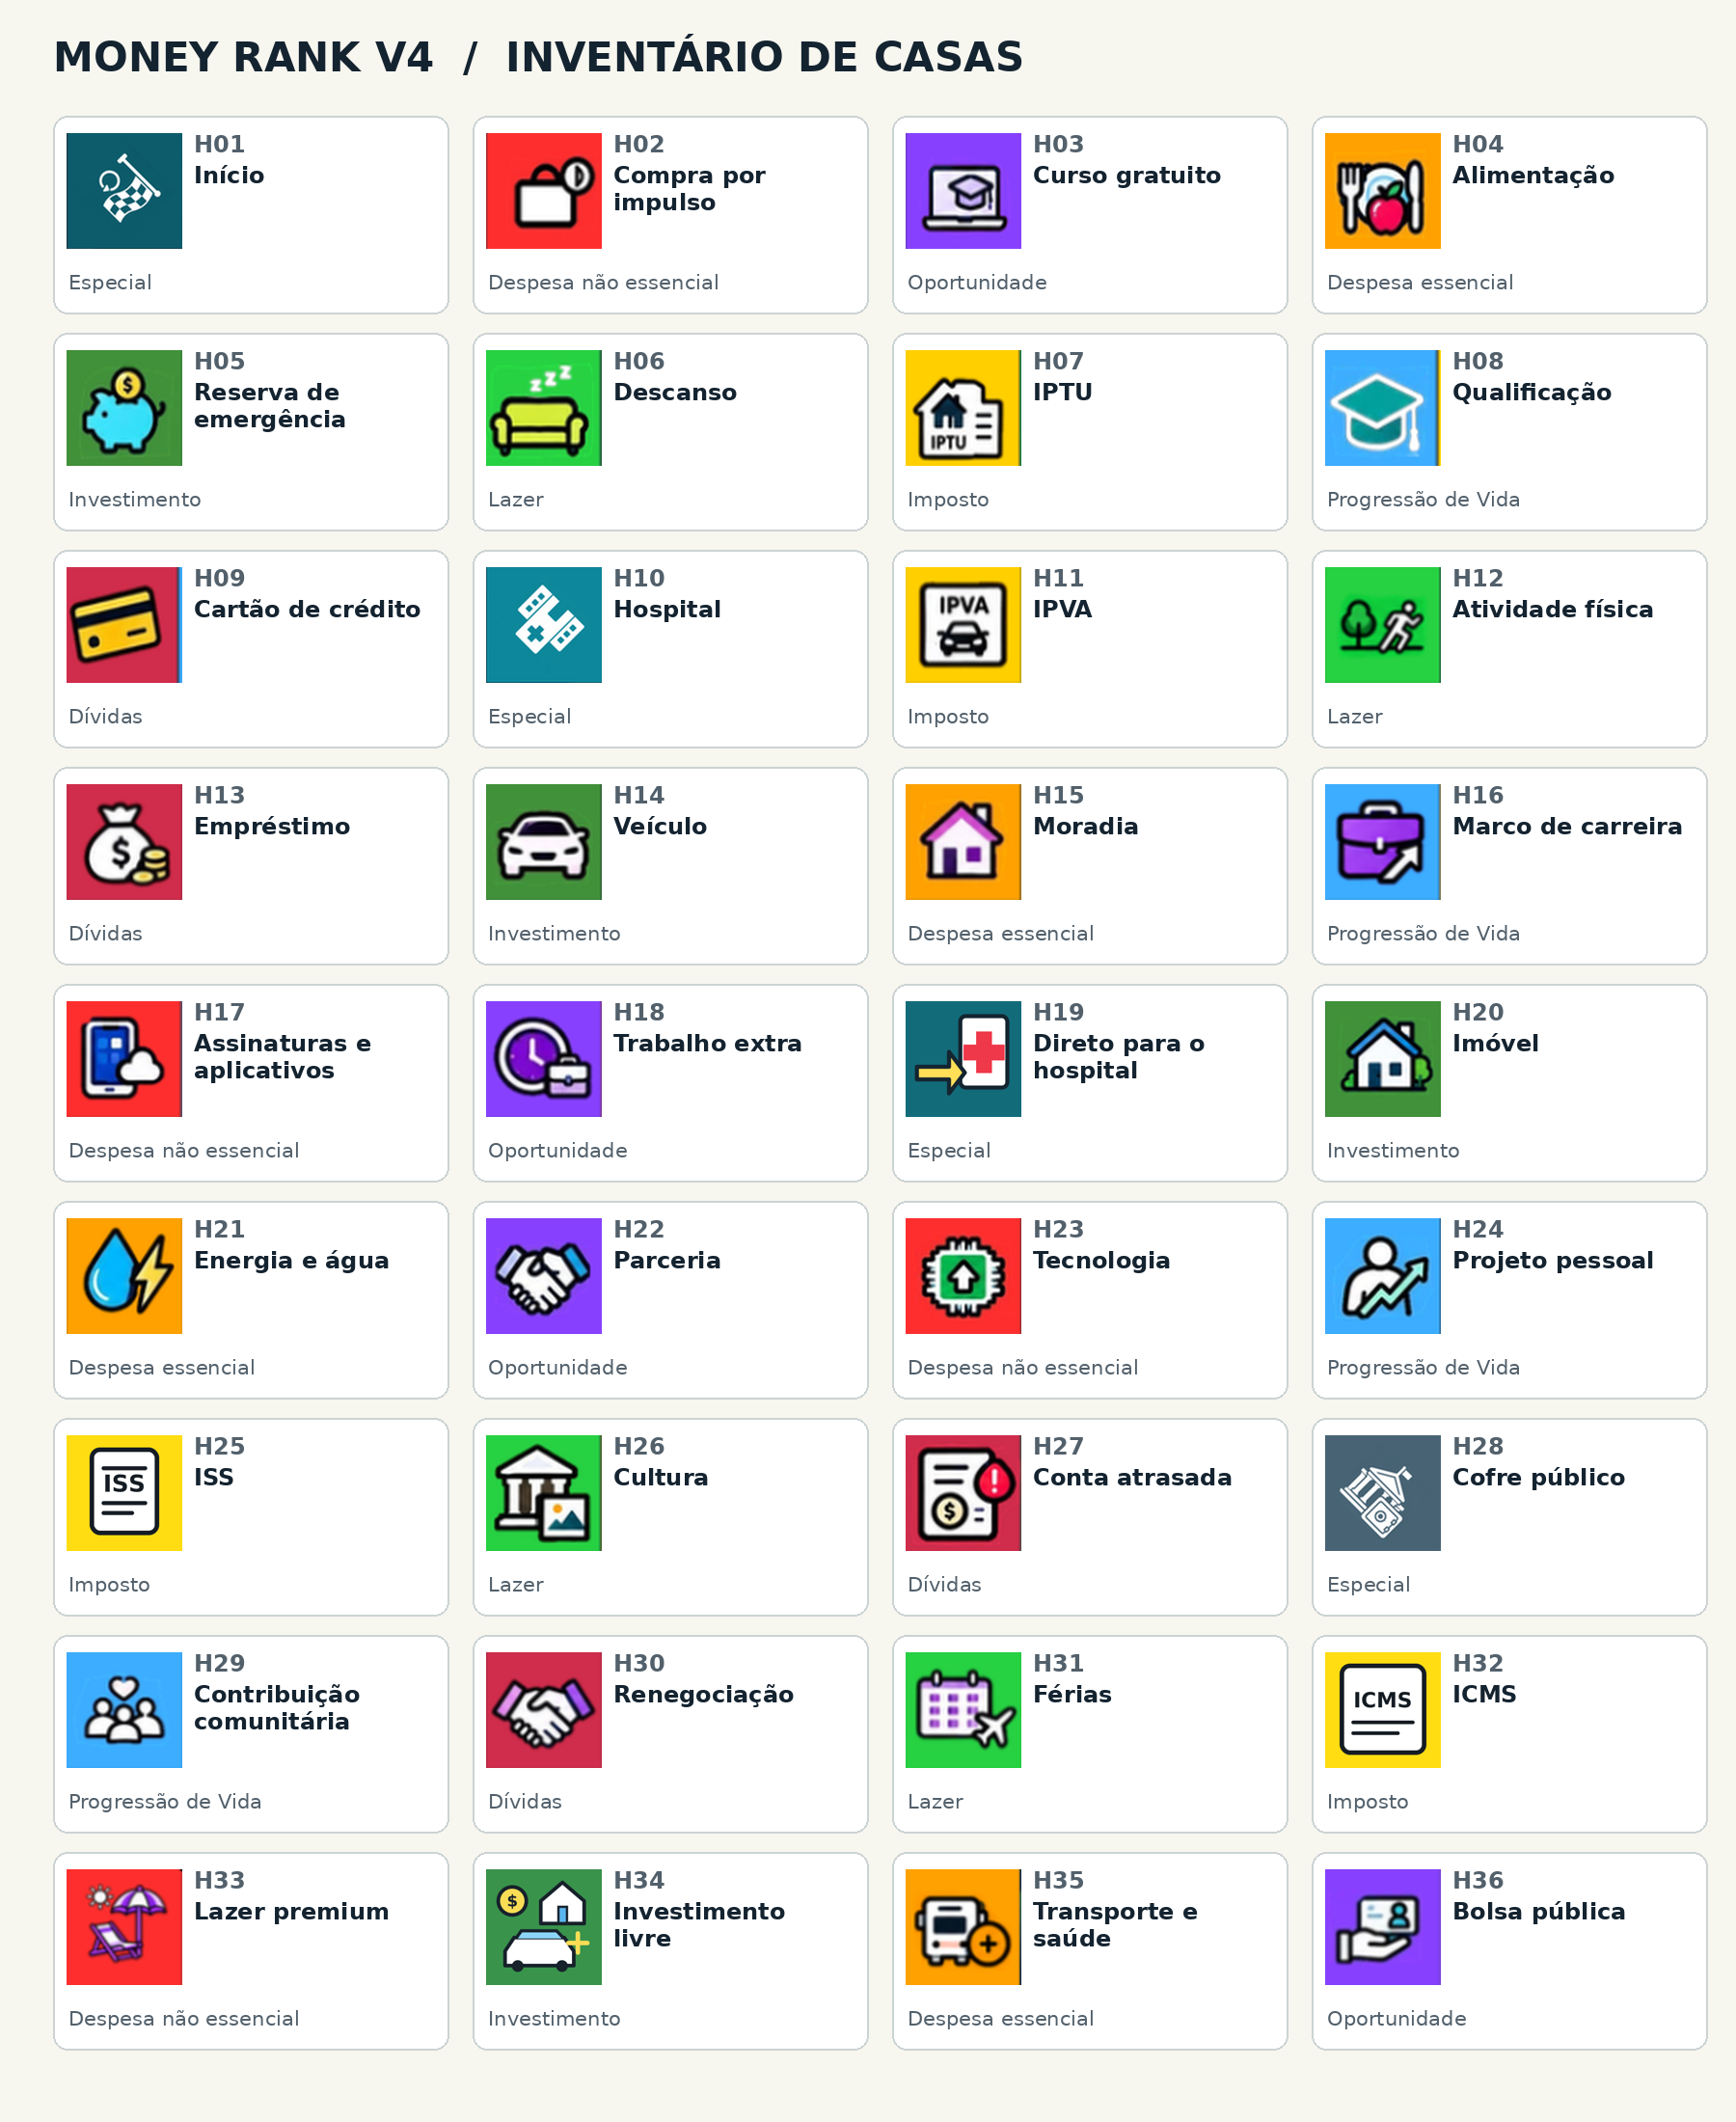 MONEY RANK V4 / INVENTÁRIO DE CASAS
H01
Início
Especial
H02
Compra por
impulso
Despesa não essencial
H03
Curso gratuito
Oportunidade
H04
Alimentação
Despesa essencial
$
H05
Reserva de
emergência
Investimento
z z z
H06
Descanso
Lazer
IPTU
H07
IPTU
Imposto
H08
Qualificação
Progressão de Vida
H09
Cartão de crédito
Dívidas
H10
Hospital
Especial
IPVA
H11
IPVA
Imposto
H12
Atividade física
Lazer
$
H13
Empréstimo
Dívidas
H14
Veículo
Investimento
H15
Moradia
Despesa essencial
H16
Marco de carreira
Progressão de Vida
H17
Assinaturas e
aplicativos
Despesa não essencial
H18
Trabalho extra
Oportunidade
H19
Direto para o
hospital
Especial
H20
Imóvel
Investimento
H21
Energia e água
Despesa essencial
H22
Parceria
Oportunidade
H23
Tecnologia
Despesa não essencial
H24
Projeto pessoal
Progressão de Vida
ISS
H25
ISS
Imposto
H26
Cultura
Lazer
$ !
H27
Conta atrasada
Dívidas
H28
Cofre público
Especial
H29
Contribuição
comunitária
Progressão de Vida
H30
Renegociação
Dívidas
H31
Férias
Lazer
ICMS
H32
ICMS
Imposto
H33
Lazer premium
Despesa não essencial
$
H34
Investimento
livre
Investimento
H35
Transporte e
saúde
Despesa essencial
H36
Bolsa pública
Oportunidade